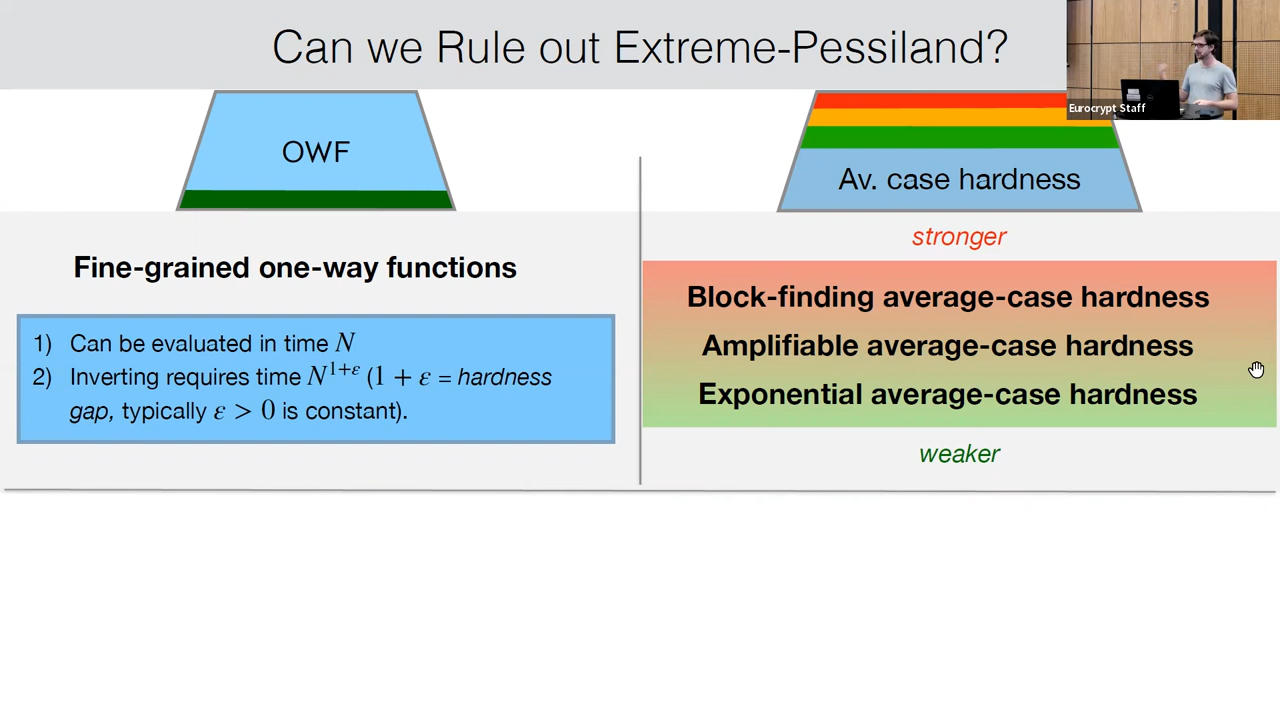 Can we Rule out Extreme-Pessiland?
Eurocrypt Staff
OWF
Av. case hardness
stronger
Fine-grained one-way functions
1) Can be evaluated in time N
2) Inverting requires time N^{1+ε} (1 + ε = hardness
gap, typically ε > 0 is constant).
Block-finding average-case hardness
Amplifiable average-case hardness
Exponential average-case hardness
weaker